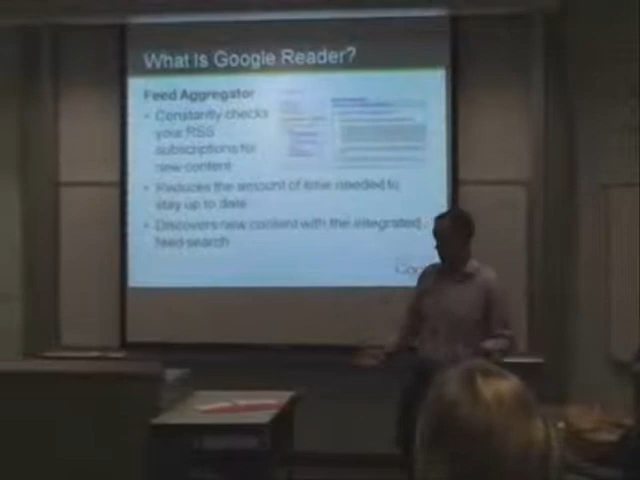 What Is Google Reader?
Feed Aggregator
• Constantly checks
your RSS
subscriptions for
new content
• Reduces the amount of time needed to
stay up to date
• Discovers new content with the integrated
feed search